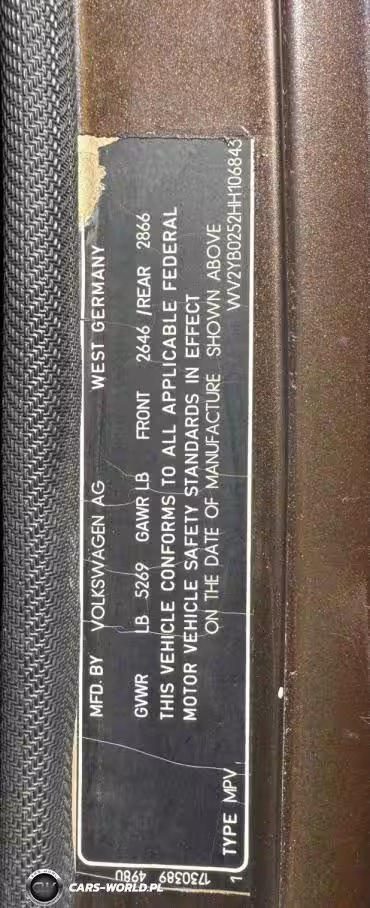 MFD. BY VOLKSWAGEN AG WEST GERMANY
GVWR LB 5269 GAWR LB FRONT 2646 /REAR 2866
THIS VEHICLE CONFORMS TO ALL APPLICABLE FEDERAL
MOTOR VEHICLE SAFETY STANDARDS IN EFFECT
ON THE DATE OF MANUFACTURE SHOWN ABOVE
TYPE MPV WV2YB0252HH106843
1730389 4980
1
CARS-WORLD.PL